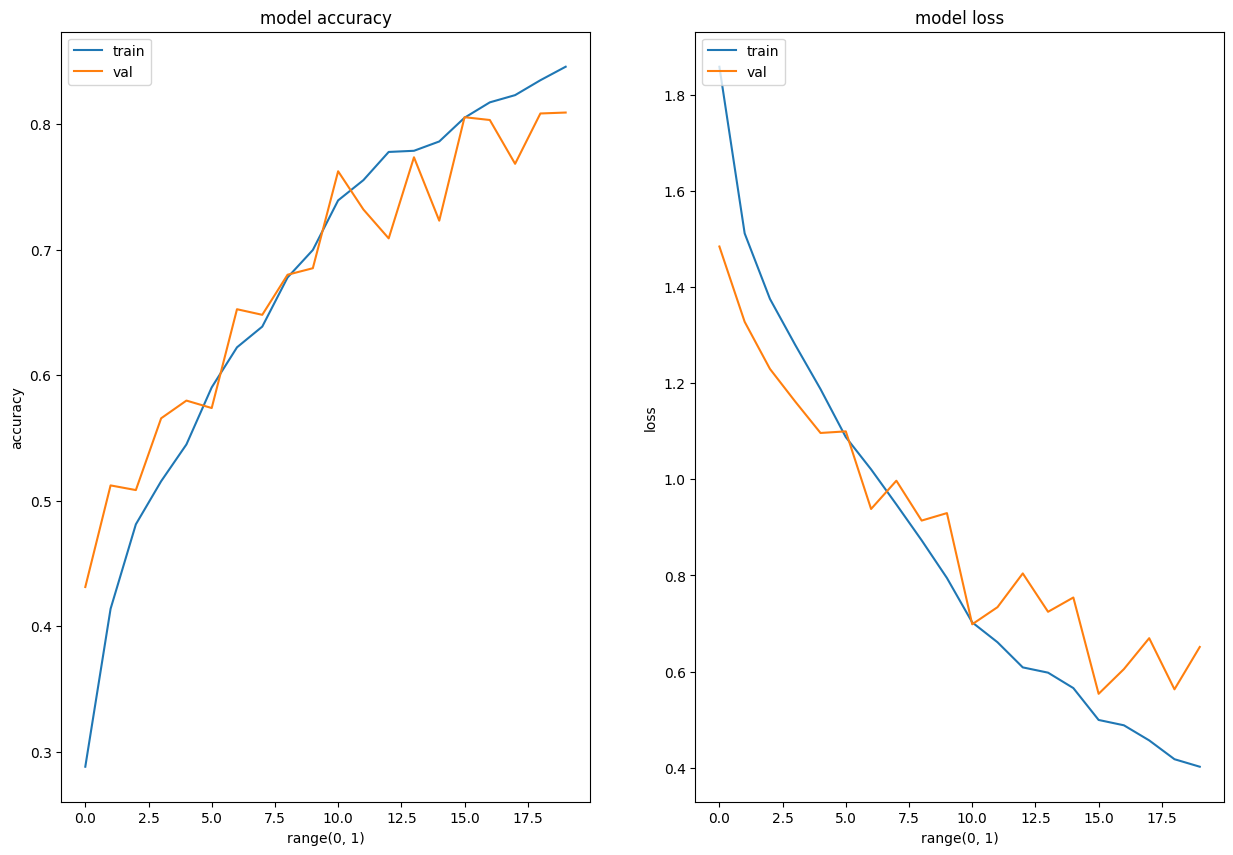 model accuracy
train
val
0.8
0.7
0.6
0.5
0.4
0.3
accuracy
0.0 2.5 5.0 7.5 10.0 12.5 15.0 17.5
range(0, 1)
model loss
train
val
1.8
1.6
1.4
1.2
1.0
0.8
0.6
0.4
loss
0.0 2.5 5.0 7.5 10.0 12.5 15.0 17.5
range(0, 1)